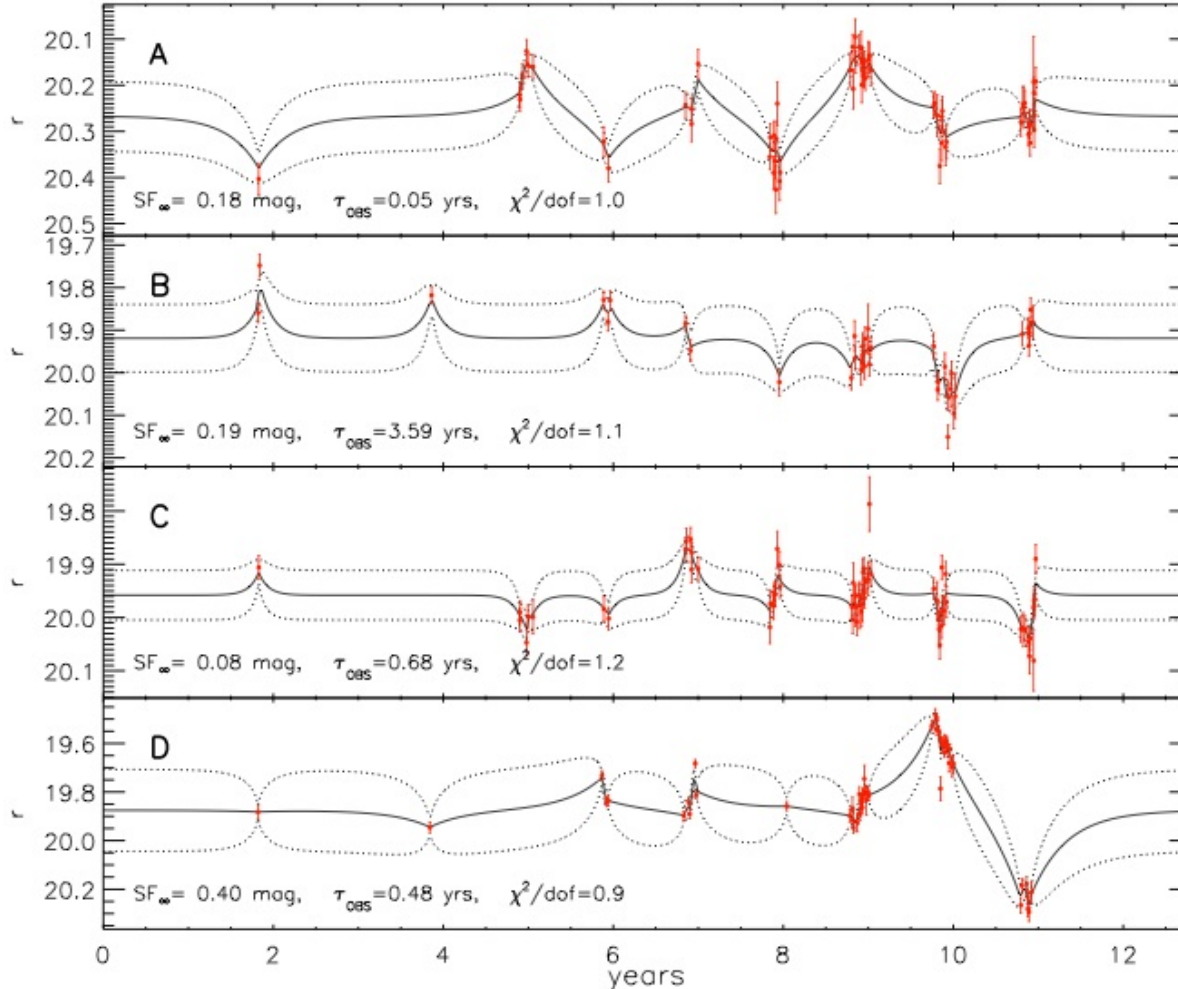 20.1
20.2
20.3
20.4
20.5
r
A
SF∞= 0.18 mag, τOBS=0.05 yrs, χ²/dof=1.0
19.7
19.8
19.9
20.0
20.1
20.2
r
B
SF∞= 0.19 mag, τOBS=3.59 yrs, χ²/dof=1.1
19.8
19.9
20.0
20.1
r
C
SF∞= 0.08 mag, τOBS=0.68 yrs, χ²/dof=1.2
19.6
19.8
20.0
20.2
r
D
SF∞= 0.40 mag, τOBS=0.48 yrs, χ²/dof=0.9
0 2 4 6 8 10 12
years